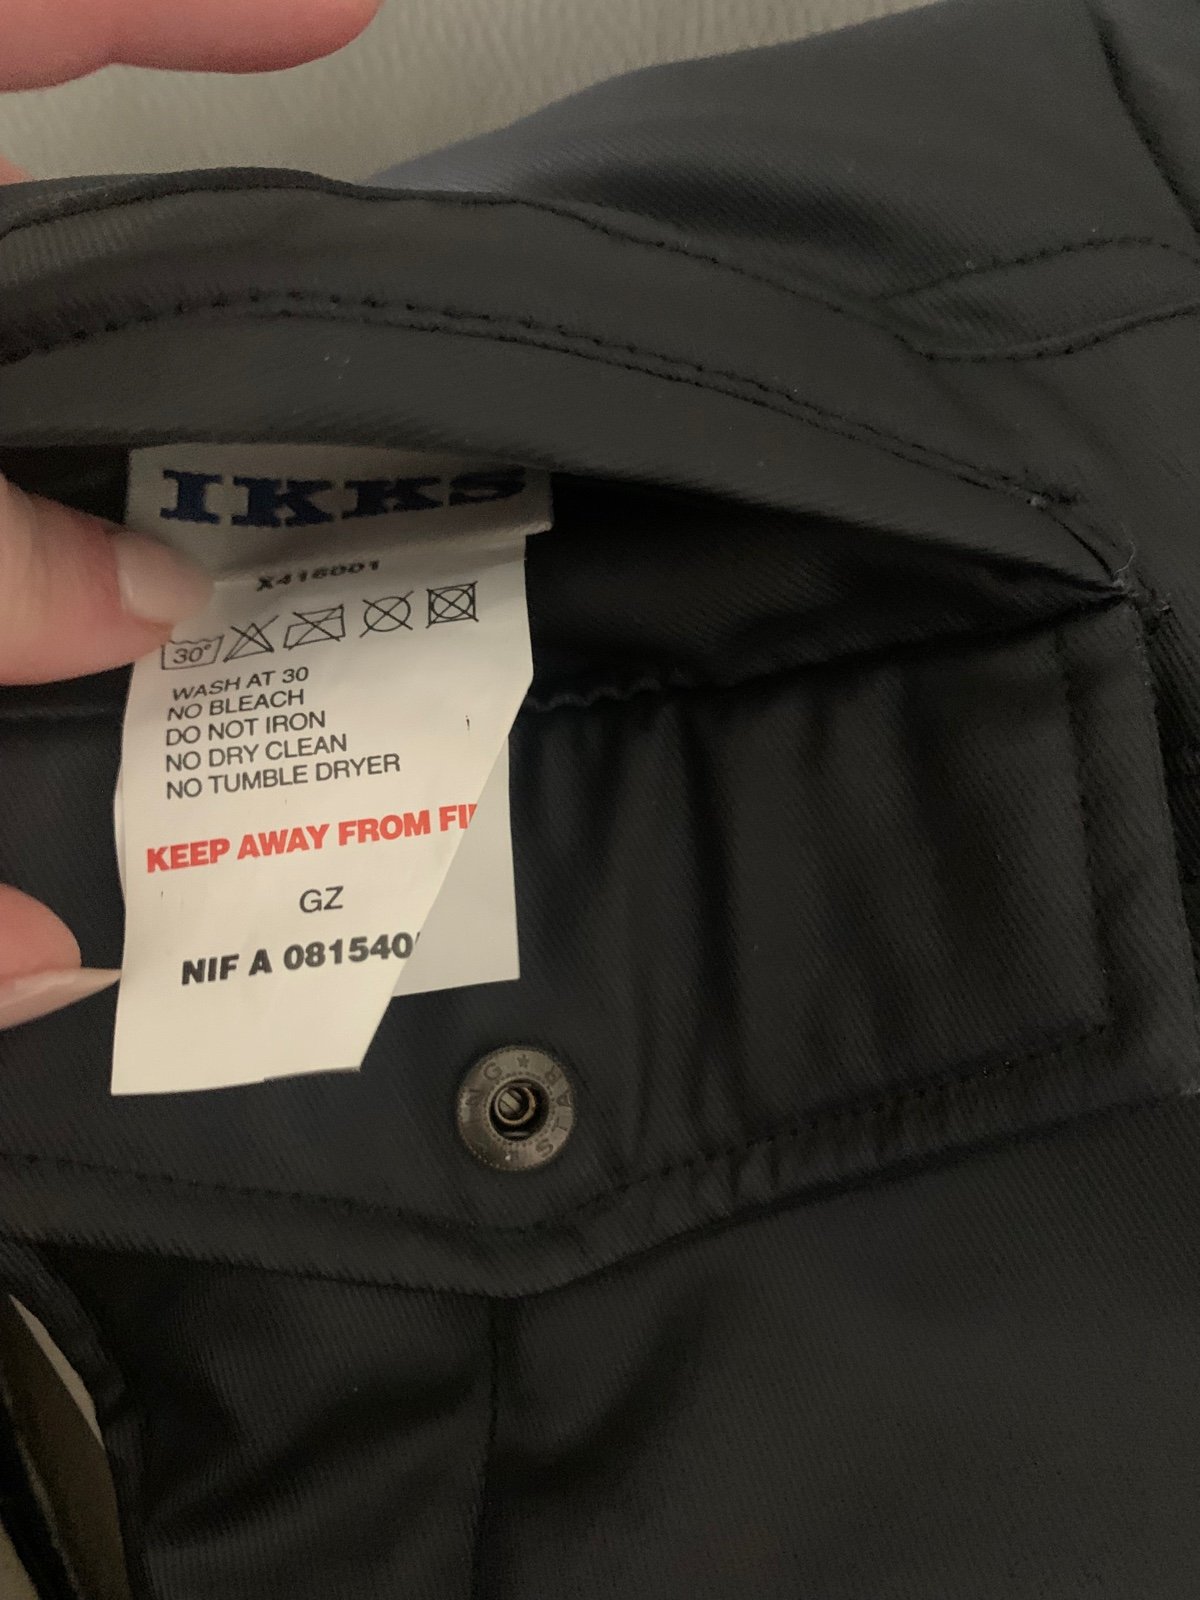 IKKS
X416001
30°
WASH AT 30
NO BLEACH
DO NOT IRON
NO DRY CLEAN
NO TUMBLE DRYER
KEEP AWAY FROM FI
GZ
NIF A 081540